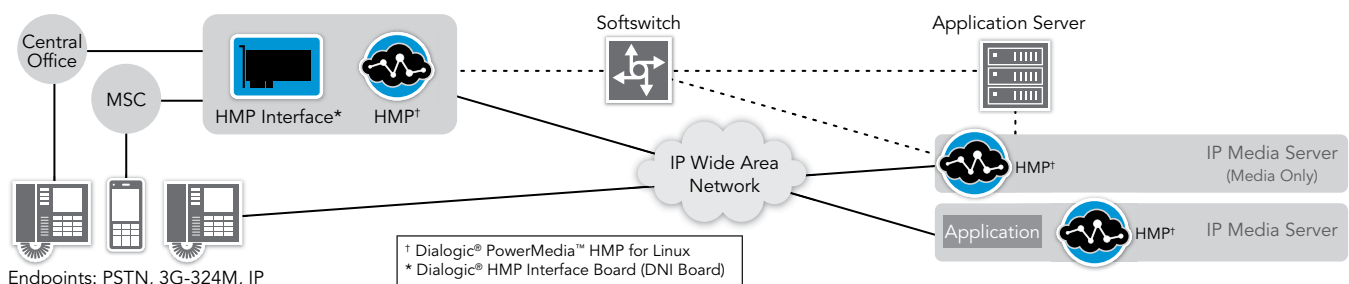 Softswitch
Application Server
Central
Office
MSC
HMP Interface*
HMP†
IP Wide Area
Network
HMP†
IP Media Server
(Media Only)
Application
HMP†
IP Media Server
† Dialogic® PowerMedia™ HMP for Linux
* Dialogic® HMP Interface Board (DNI Board)
Endpoints: PSTN, 3G-324M, IP